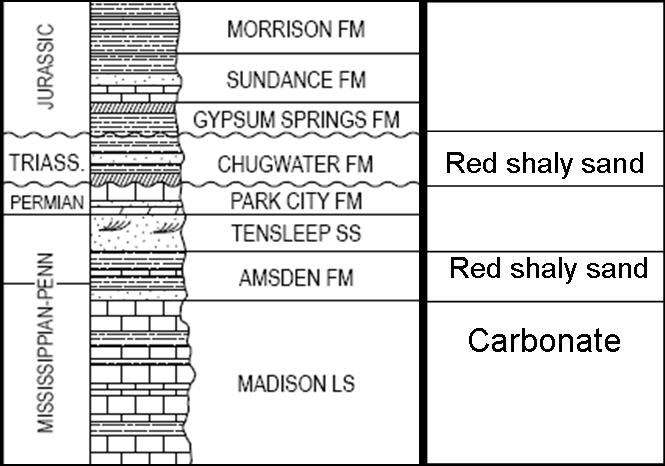 JURASSIC
MORRISON FM
SUNDANCE FM
GYPSUM SPRINGS FM
TRIASS.
CHUGWATER FM
Red shaly sand
PERMIAN
PARK CITY FM
TENSLEEP SS
MISSISSIPPIAN-PENN
AMSDEN FM
Red shaly sand
MADISON LS
Carbonate